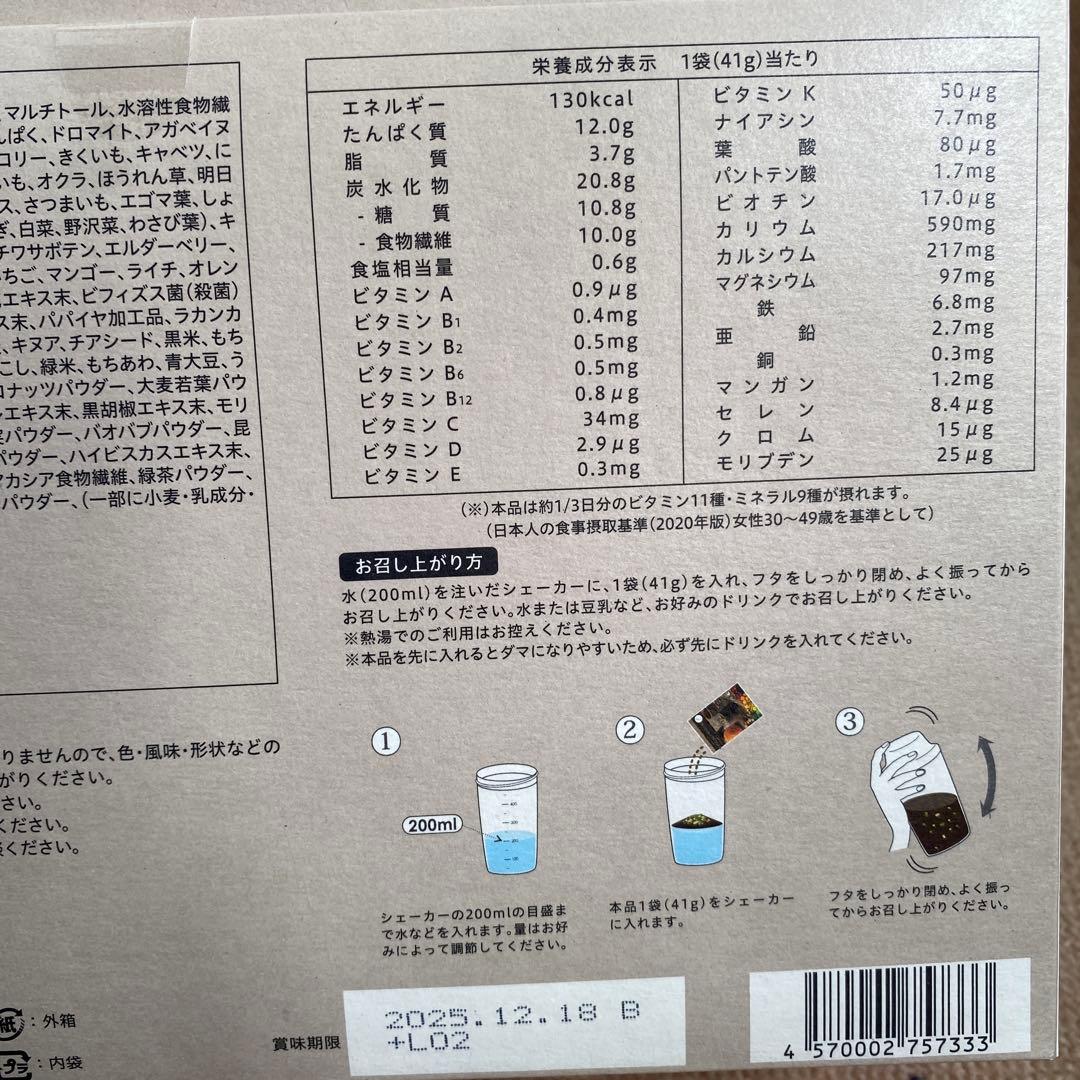 、マルチトール、水溶性食物繊
ぱく、ドロマイト、アガベイヌ
コリー、きくいも、キャベツ、に
いも、オクラ、ほうれん草、明日
ス、さつまいも、エゴマ葉、しょ
ぎ、白菜、野沢菜、わさび葉)、キ
チワサボテン、エルダーベリー、
ちご、マンゴー、ライチ、オレン
エキス末、ビフィズス菌(殺菌)
ス末、パパイヤ加工品、ラカンカ
、キヌア、チアシード、黒米、もち
こし、緑米、もちあわ、青大豆、う
コナッツパウダー、大麦若葉パウ
エキス末、黒胡椒エキス末、モリ
パウダー、バオバブパウダー、昆
パウダー、ハイビスカスエキス末、
アカシア食物繊維、緑茶パウダー、
パウダー、(一部に小麦・乳成分・
りませんので、色・風味・形状などの
がりください。
さい。
ください。
ください。
紙:外箱
プラ:内袋
栄養成分表示 1袋(41g)当たり
エネルギー 130kcal
たんぱく質 12.0g
脂質 3.7g
炭水化物 20.8g
- 糖質 10.8g
- 食物繊維 10.0g
食塩相当量 0.6g
ビタミン A 0.9μg
ビタミン B1 0.4mg
ビタミン B2 0.5mg
ビタミン B6 0.5mg
ビタミン B12 0.8μg
ビタミン C 34mg
ビタミン D 2.9μg
ビタミン E 0.3mg
ビタミン K 50μg
ナイアシン 7.7mg
葉酸 80μg
パントテン酸 1.7mg
ビオチン 17.0μg
カリウム 590mg
カルシウム 217mg
マグネシウム 97mg
鉄 6.8mg
亜鉛 2.7mg
銅 0.3mg
マンガン 1.2mg
セレン 8.4μg
クロム 15μg
モリブデン 25μg
(※)本品は約1/3日分のビタミン11種・ミネラル9種が摂れます。
(日本人の食事摂取基準(2020年版)女性30〜49歳を基準として)
お召し上がり方
水(200ml)を注いだシェーカーに、1袋(41g)を入れ、フタをしっかり閉め、よく振ってから
お召し上がりください。水または豆乳など、お好みのドリンクでお召し上がりください。
※熱湯でのご利用はお控えください。
※本品を先に入れるとダマになりやすいため、必ず先にドリンクを入れてください。
①
200ml
シェーカーの200mlの目盛ま
で水などを入れます。量はお好
みによって調節してください。
②
本品1袋(41g)をシェーカー
に入れます。
③
フタをしっかり閉め、よく振っ
てからお召し上がりください。
賞味期限
2025.12.18 B
+L02
4 570002 757333